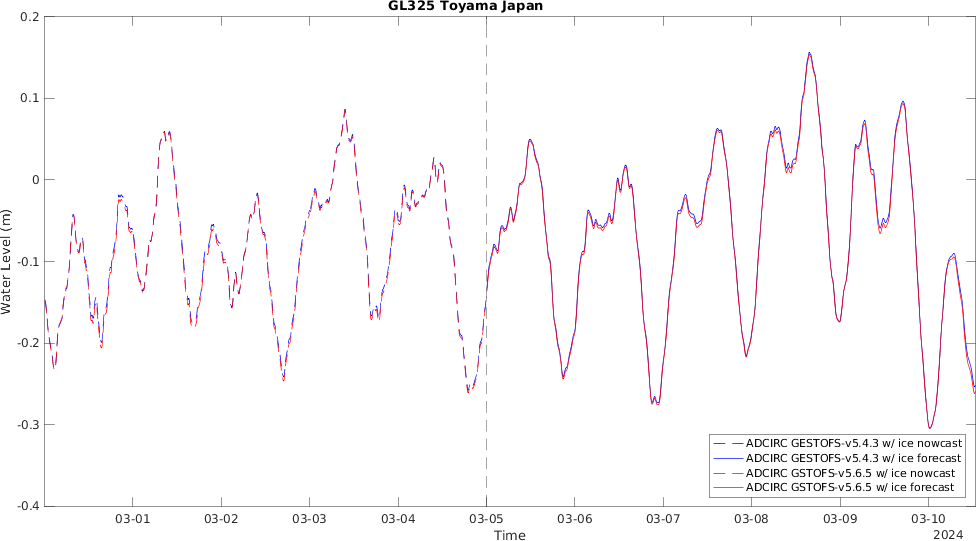 GL325 Toyama Japan
0.2
0.1
0
-0.1
-0.2
-0.3
-0.4
Water Level (m)
ADCIRC GESTOFS-v5.4.3 w/ ice nowcast
ADCIRC GESTOFS-v5.4.3 w/ ice forecast
ADCIRC GSTOFS-v5.6.5 w/ ice nowcast
ADCIRC GSTOFS-v5.6.5 w/ ice forecast
03-01 03-02 03-03 03-04 03-05 03-06 03-07 03-08 03-09 03-10
Time
2024